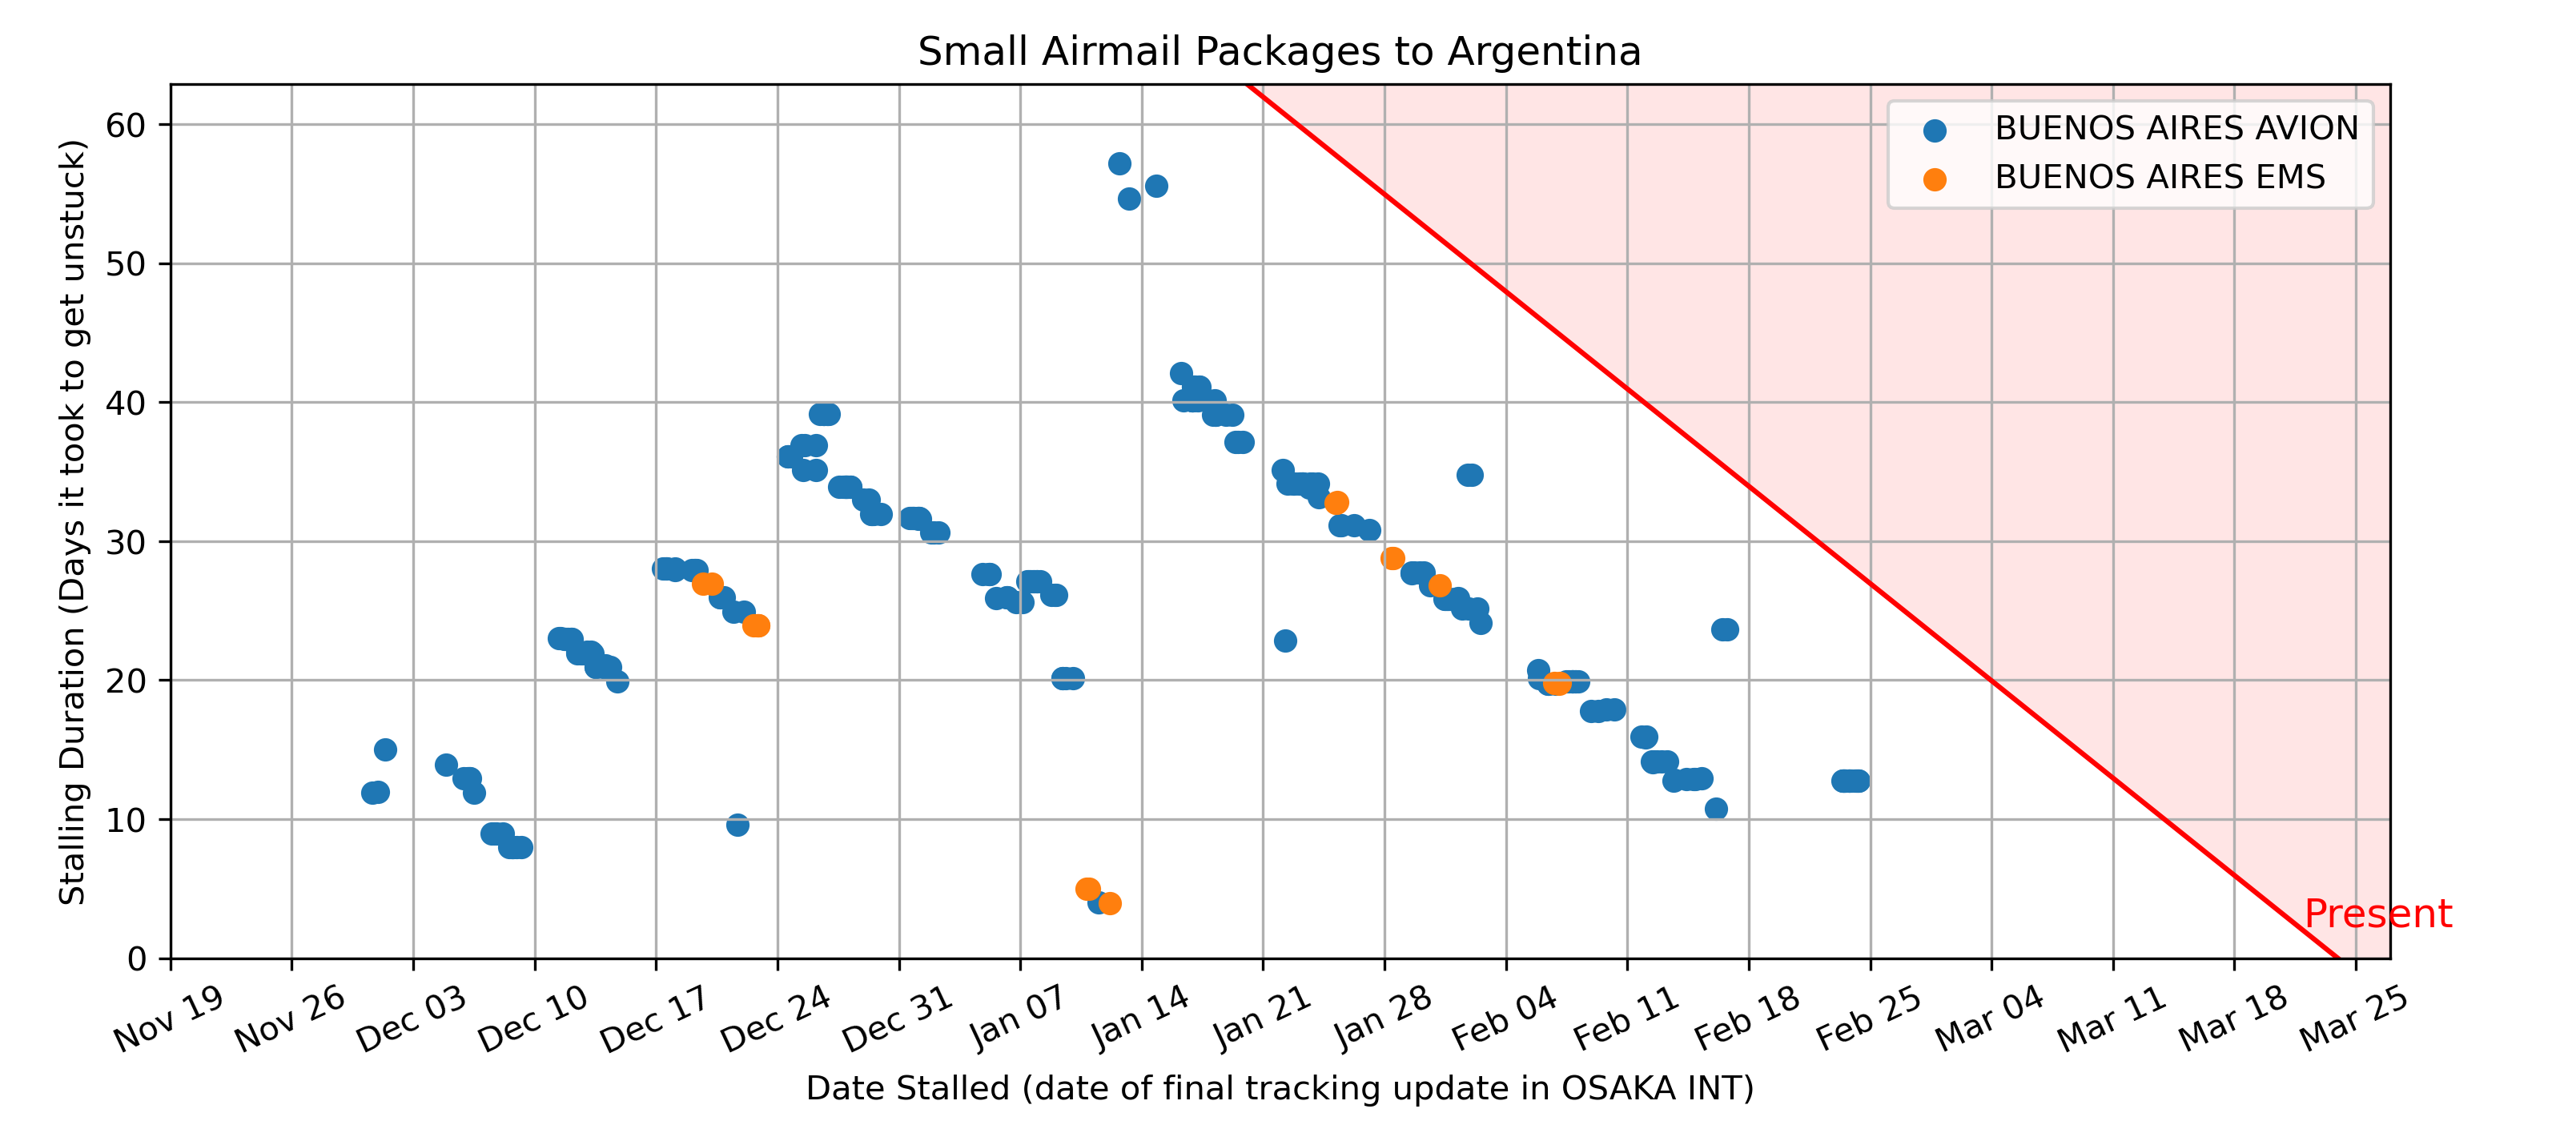 Small Airmail Packages to Argentina
BUENOS AIRES AVION
BUENOS AIRES EMS
Stalling Duration (Days it took to get unstuck)
60
50
40
30
20
10
0
Present
Nov 19
Nov 26
Dec 03
Dec 10
Dec 17
Dec 24
Dec 31
Jan 07
Jan 14
Jan 21
Jan 28
Feb 04
Feb 11
Feb 18
Feb 25
Mar 04
Mar 11
Mar 18
Mar 25
Date Stalled (date of final tracking update in OSAKA INT)